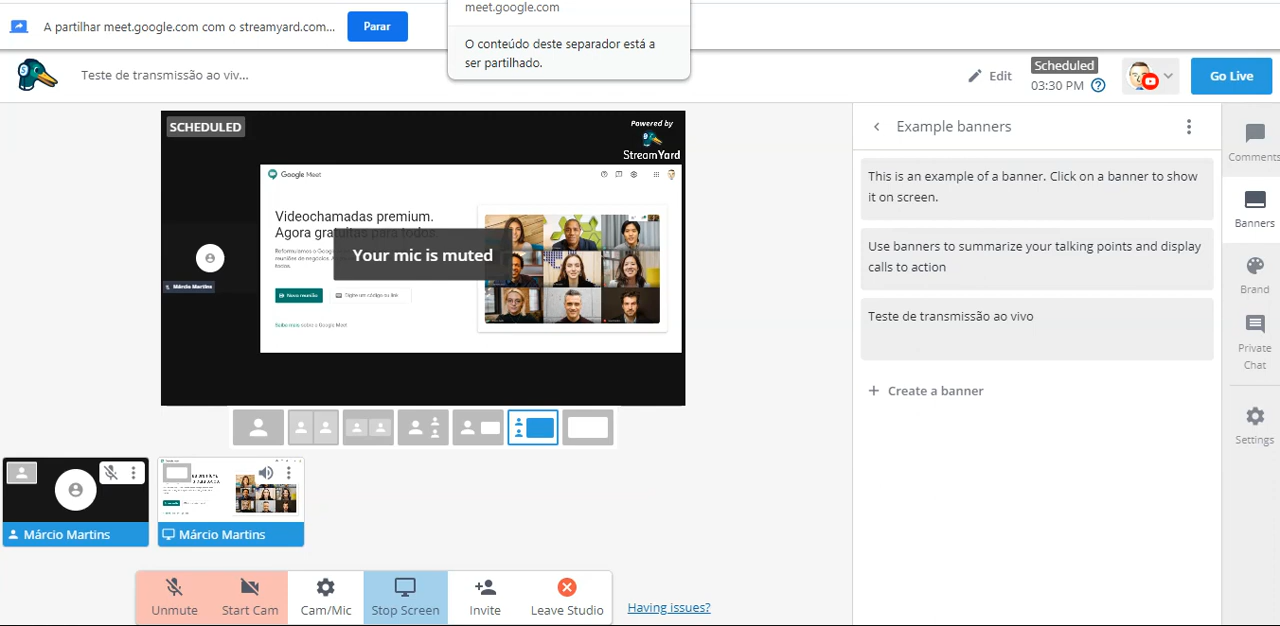 meet.google.com
A partilhar meet.google.com com o streamyard.com...
Parar
O conteúdo deste separador está a
ser partilhado.
Teste de transmissão ao viv...
Edit
Scheduled
03:30 PM
Go Live
SCHEDULED
Powered by
StreamYard
Google Meet
Videochamadas premium.
Agora gratuitas para todos.
Your mic is muted
Nova reunião
Digite um código ou link
Saiba mais sobre o Google Meet
Márcio Martins
Example banners
This is an example of a banner. Click on a banner to show
it on screen.
Use banners to summarize your talking points and display
calls to action
Teste de transmissão ao vivo
+ Create a banner
Comments
Banners
Brand
Private
Chat
Settings
Márcio Martins
Márcio Martins
Unmute
Start Cam
Cam/Mic
Stop Screen
Invite
Leave Studio
Having issues?